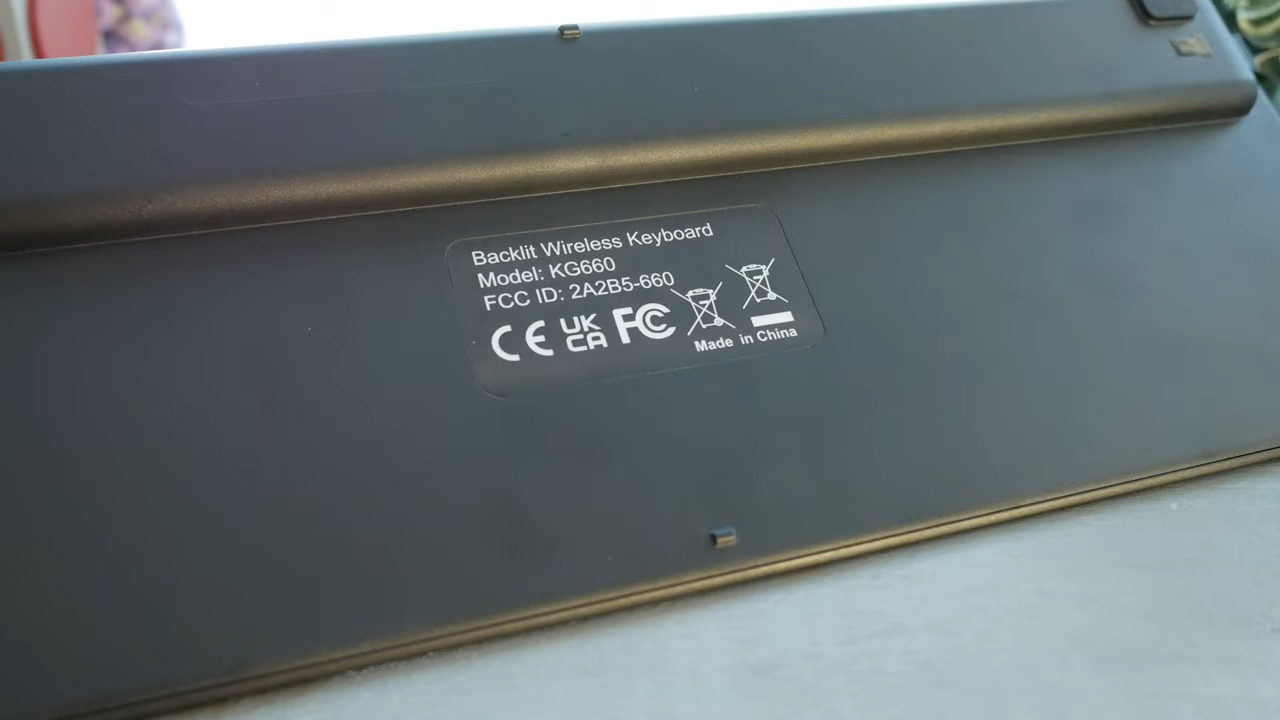 Backlit Wireless Keyboard
Model: KG660
FCC ID: 2A2B5-660
CE UK CA FC
Made in China